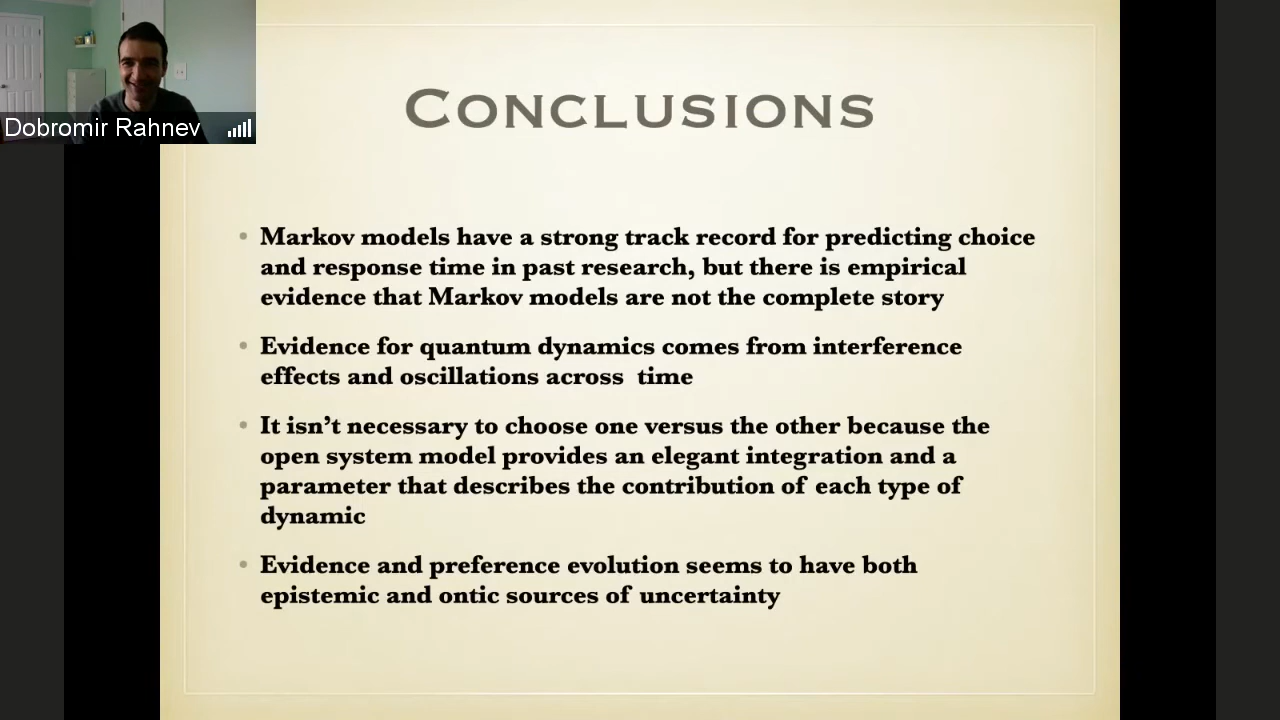 Dobromir Rahnev
CONCLUSIONS
• Markov models have a strong track record for predicting choice
and response time in past research, but there is empirical
evidence that Markov models are not the complete story
• Evidence for quantum dynamics comes from interference
effects and oscillations across  time
• It isn’t necessary to choose one versus the other because the
open system model provides an elegant integration and a
parameter that describes the contribution of each type of
dynamic
• Evidence and preference evolution seems to have both
epistemic and ontic sources of uncertainty